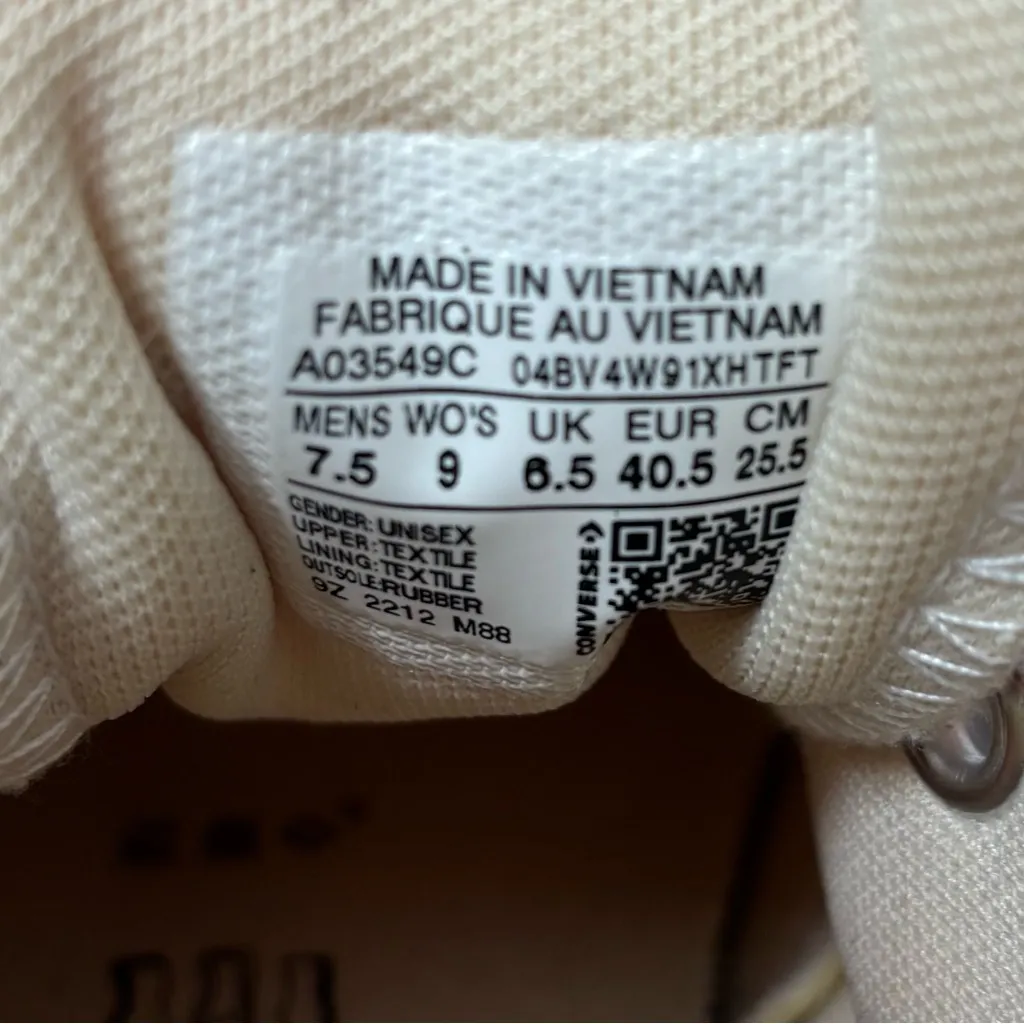 MADE IN VIETNAM
FABRIQUE AU VIETNAM
A03549C 04BV4W91XHTFT
MENS WO'S UK EUR CM
7.5 9 6.5 40.5 25.5
GENDER: UNISEX
UPPER: TEXTILE
LINING: TEXTILE
OUTSOLE:RUBBER
9Z 2212 M88
CONVERSE